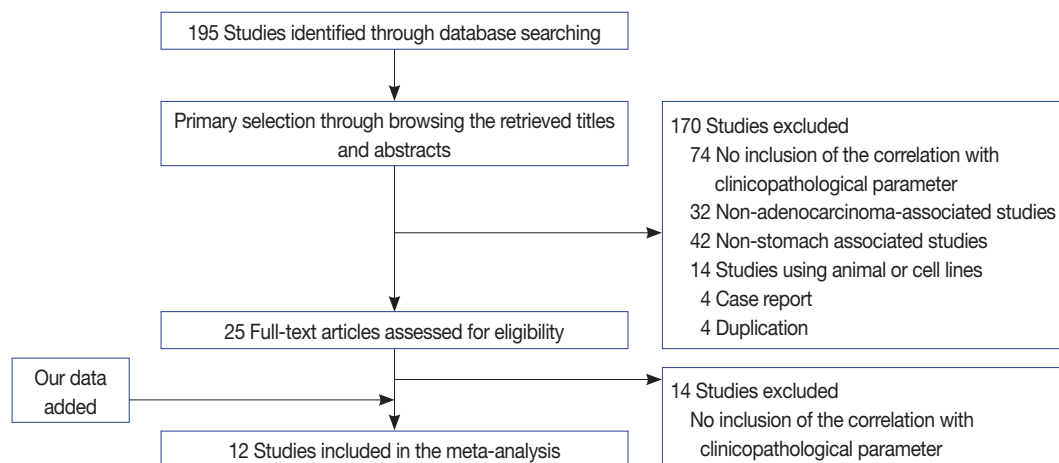 195 Studies identified through database searching
Primary selection through browsing the retrieved titles
and abstracts
170 Studies excluded
74 No inclusion of the correlation with
clinicopathological parameter
32 Non-adenocarcinoma-associated studies
42 Non-stomach associated studies
14 Studies using animal or cell lines
4 Case report
4 Duplication
25 Full-text articles assessed for eligibility
Our data
added
14 Studies excluded
No inclusion of the correlation with
clinicopathological parameter
12 Studies included in the meta-analysis